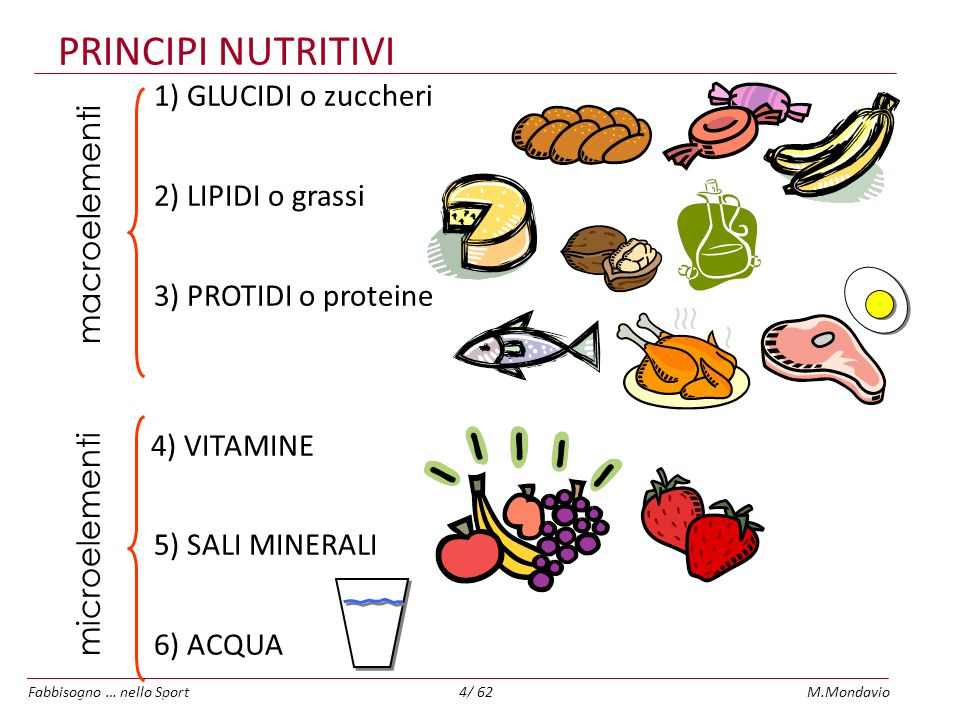 PRINCIPI NUTRITIVI
macroelementi
1) GLUCIDI o zuccheri
2) LIPIDI o grassi
3) PROTIDI o proteine
microelementi
4) VITAMINE
5) SALI MINERALI
6) ACQUA
Fabbisogno ... nello Sport
4/ 62
M.Mondavio